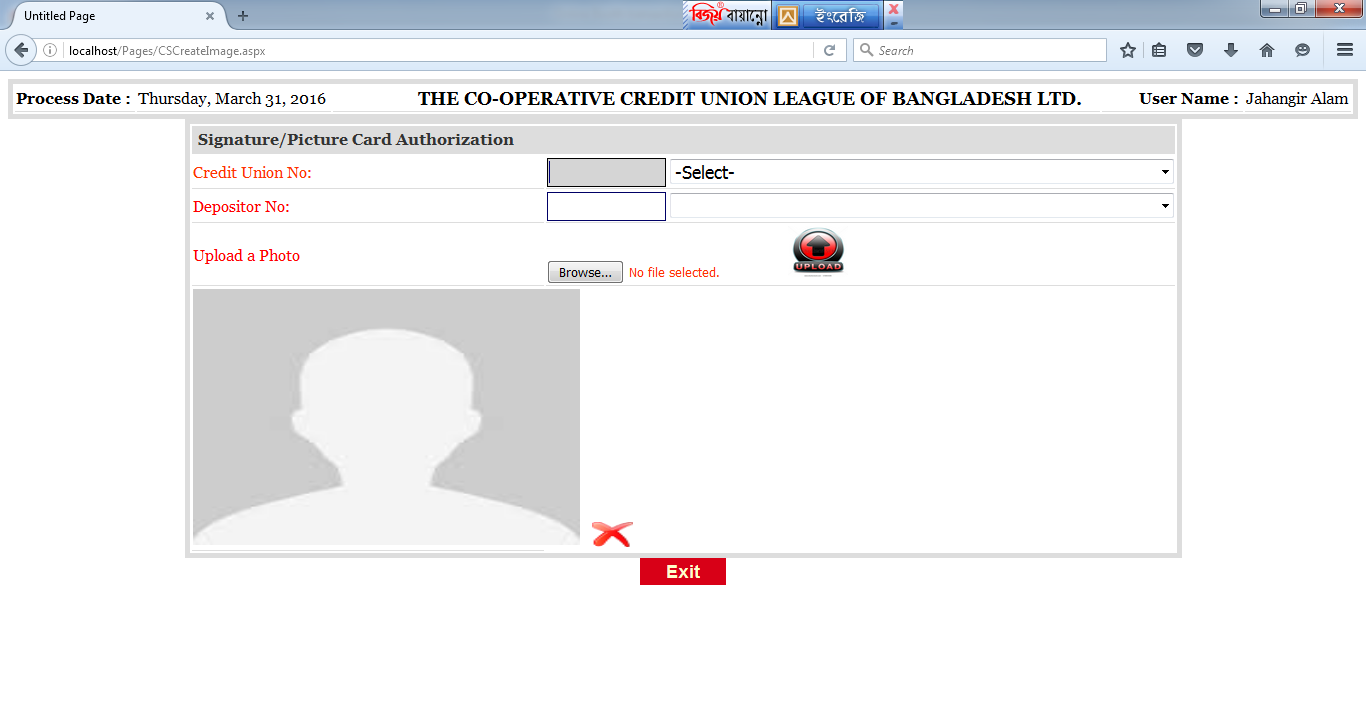 Untitled Page
বিজয়® বায়ান্নো
ইংরেজি
localhost/Pages/CSCreateImage.aspx
Search
Process Date : Thursday, March 31, 2016 THE CO-OPERATIVE CREDIT UNION LEAGUE OF BANGLADESH LTD. User Name : Jahangir Alam
Signature/Picture Card Authorization
Credit Union No: -Select-
Depositor No:
Upload a Photo
UPLOAD
Browse... No file selected.
Exit